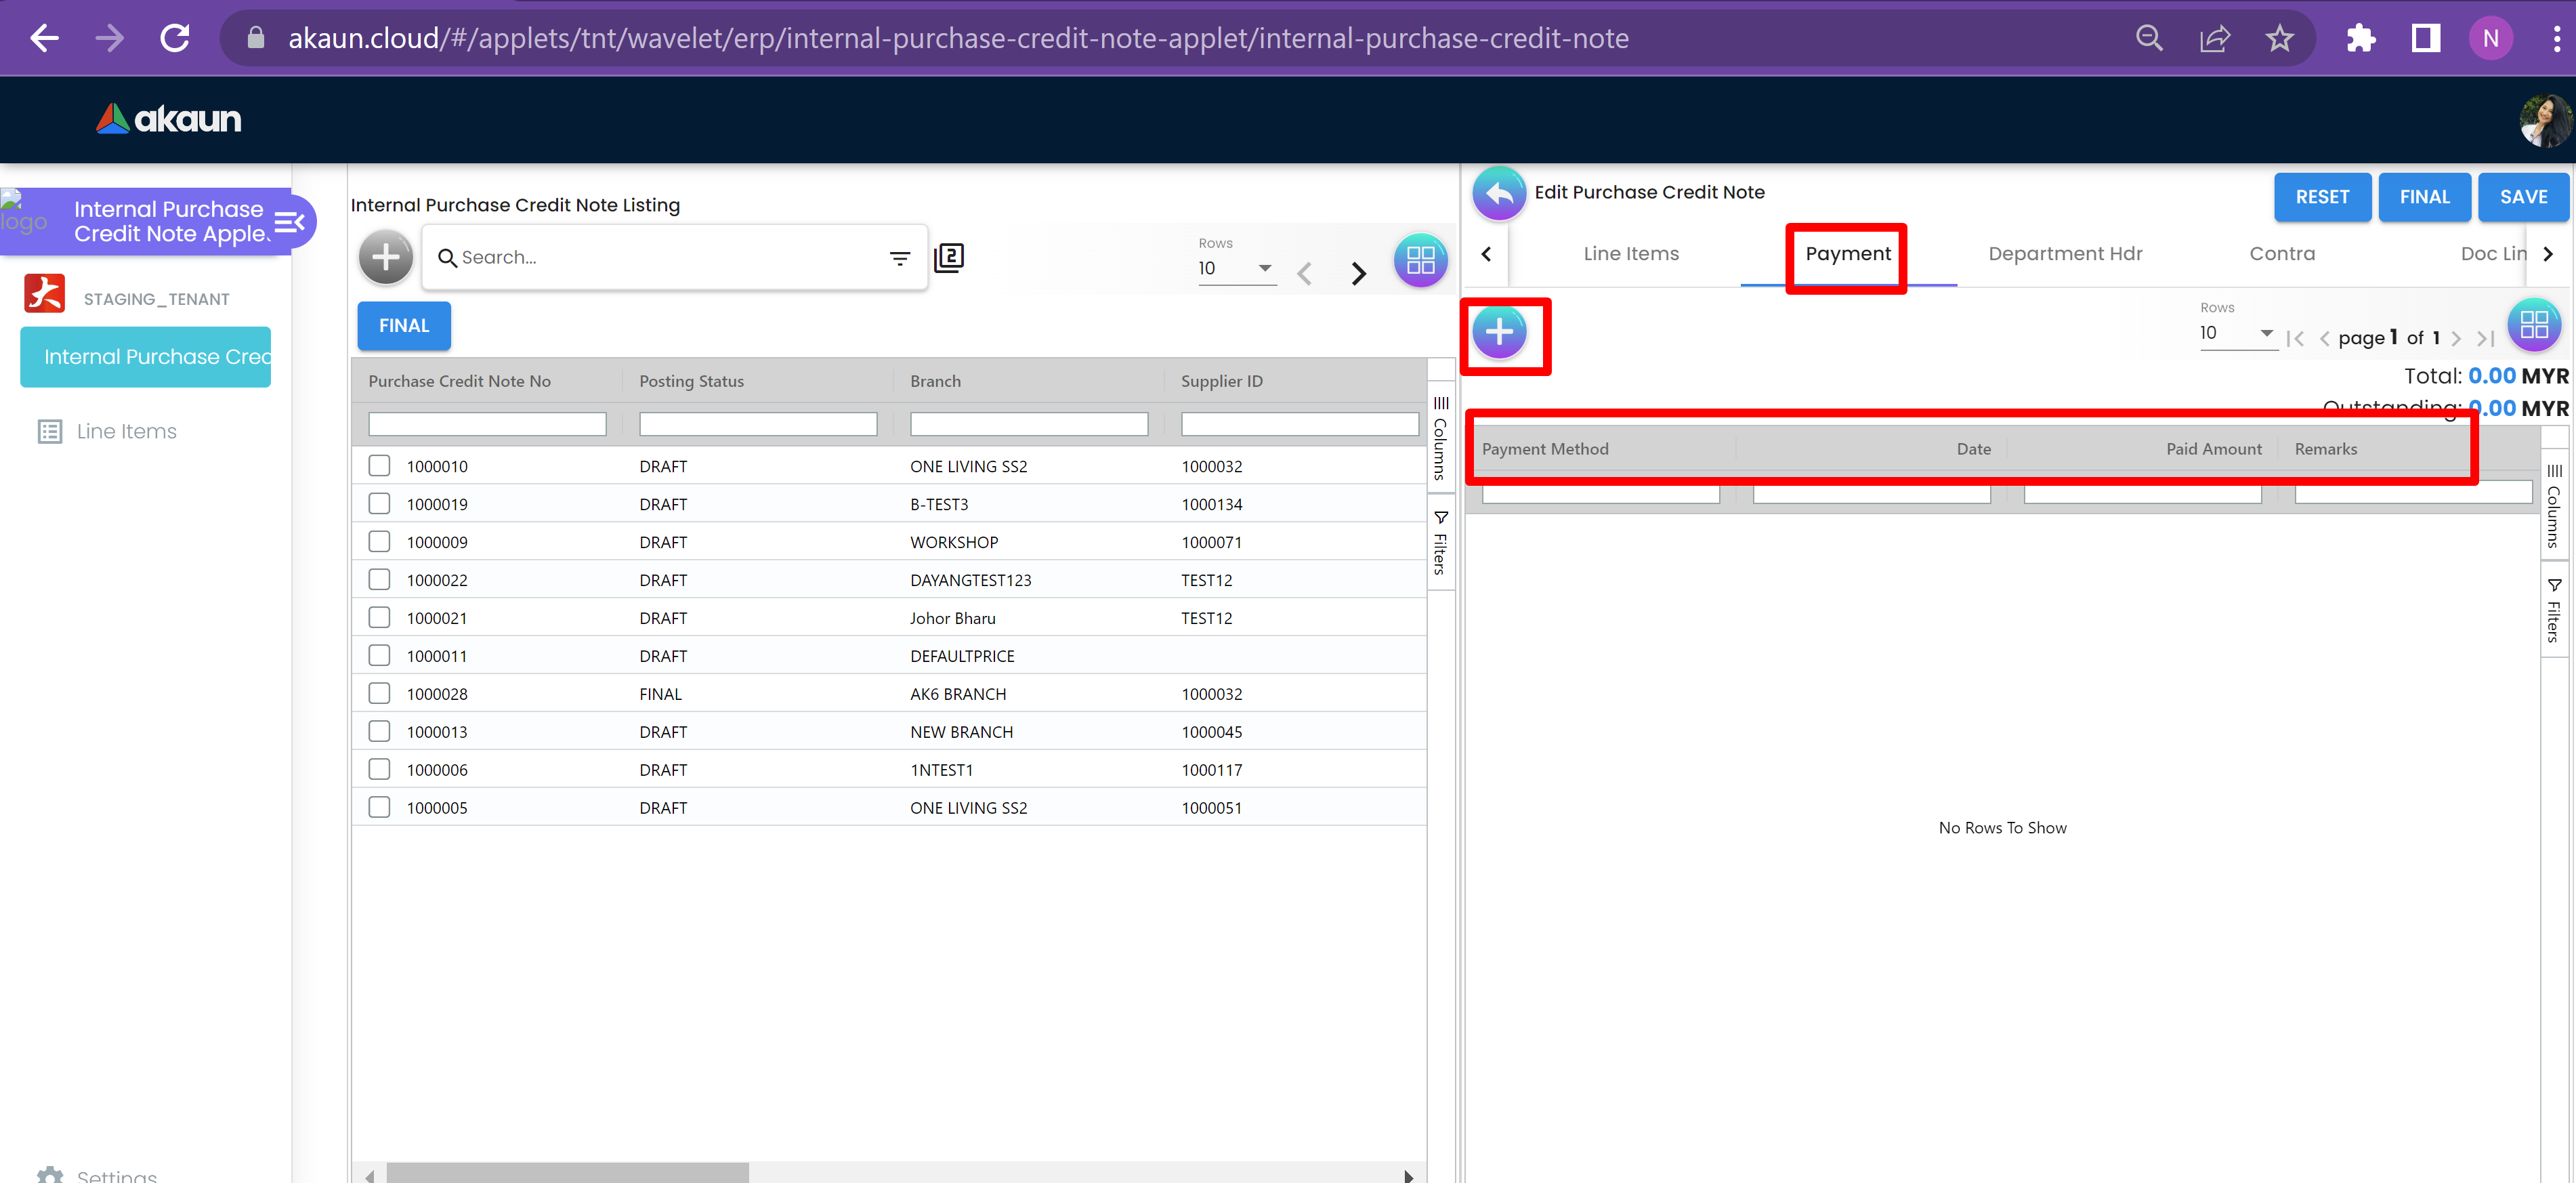 akaun.cloud/#/applets/tnt/wavelet/erp/internal-purchase-credit-note-applet/internal-purchase-credit-note
N
akaun
logo
Internal Purchase
Credit Note Apple
STAGING_TENANT
Internal Purchase Cred
Line Items
Settings
Internal Purchase Credit Note Listing
Search...
2
Rows
10
FINAL
Purchase Credit Note No Posting Status Branch Supplier ID
1000010 DRAFT ONE LIVING SS2 1000032
1000019 DRAFT B-TEST3 1000134
1000009 DRAFT WORKSHOP 1000071
1000022 DRAFT DAYANGTEST123 TEST12
1000021 DRAFT Johor Bharu TEST12
1000011 DRAFT DEFAULTPRICE
1000028 FINAL AK6 BRANCH 1000032
1000013 DRAFT NEW BRANCH 1000045
1000006 DRAFT 1NTEST1 1000117
1000005 DRAFT ONE LIVING SS2 1000051
Columns
Filters
Edit Purchase Credit Note
RESET FINAL SAVE
Line Items Payment Department Hdr Contra Doc Lin
Rows
10
page 1 of 1
Total: 0.00 MYR
Outstanding: 0.00 MYR
Payment Method Date Paid Amount Remarks
No Rows To Show
Columns
Filters